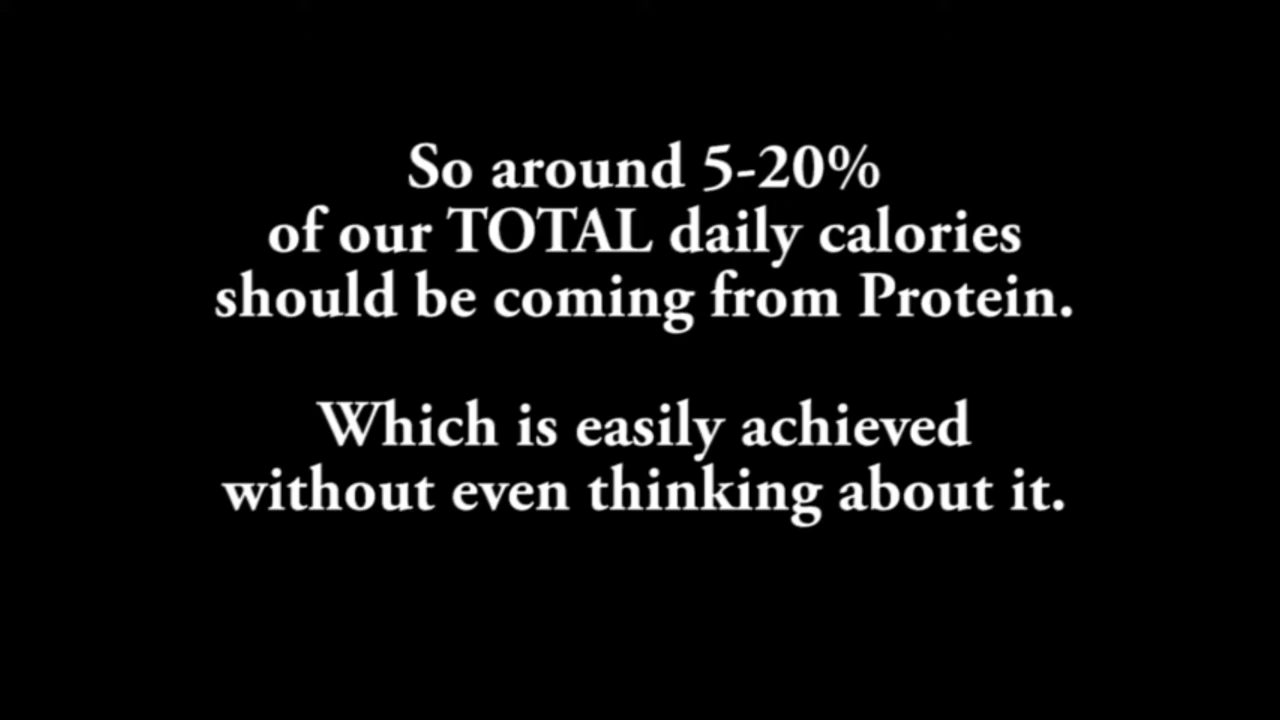 So around 5-20%
of our TOTAL daily calories
should be coming from Protein.
Which is easily achieved
without even thinking about it.